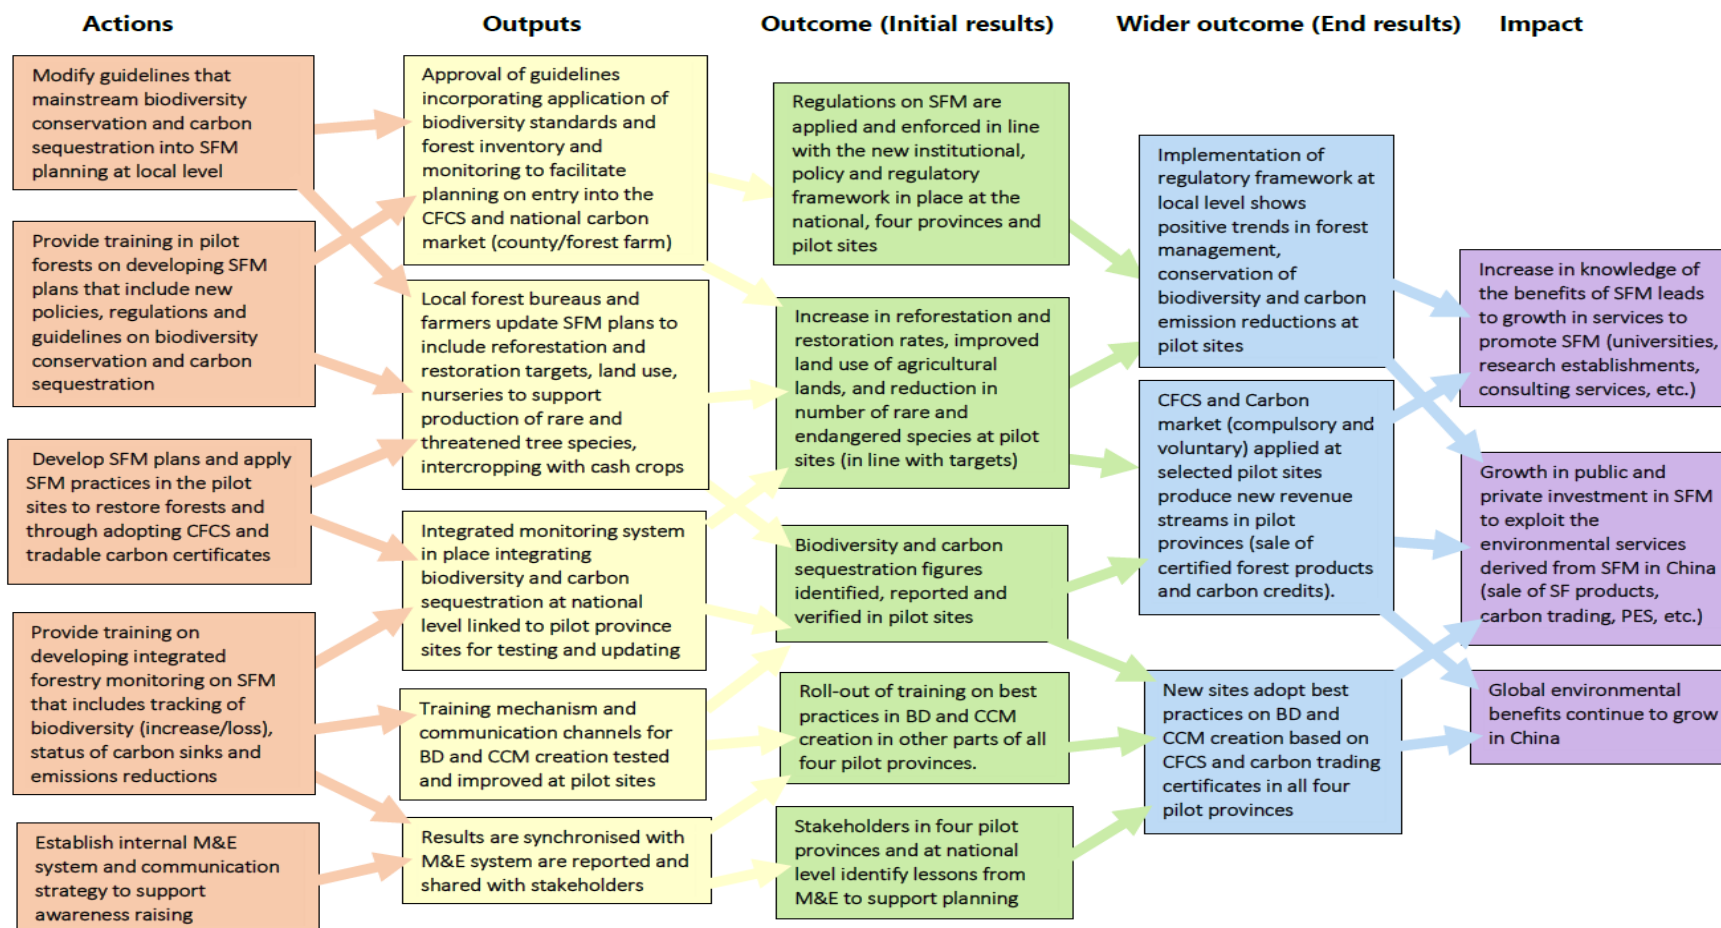 Actions
Outputs
Outcome (Initial results)
Wider outcome (End results)
Impact
Modify guidelines that
mainstream biodiversity
conservation and carbon
sequestration into SFM
planning at local level
Provide training in pilot
forests on developing SFM
plans that include new
policies, regulations and
guidelines on biodiversity
conservation and carbon
sequestration
Develop SFM plans and apply
SFM practices in the pilot
sites to restore forests and
through adopting CFCS and
tradable carbon certificates
Provide training on
developing integrated
forestry monitoring on SFM
that includes tracking of
biodiversity (increase/loss),
status of carbon sinks and
emissions reductions
Establish internal M&E
system and communication
strategy to support
awareness raising
Approval of guidelines
incorporating application of
biodiversity standards and
forest inventory and
monitoring to facilitate
planning on entry into the
CFCS and national carbon
market (county/forest farm)
Local forest bureaus and
farmers update SFM plans to
include reforestation and
restoration targets, land use,
nurseries to support
production of rare and
threatened tree species,
intercropping with cash crops
Integrated monitoring system
in place integrating
biodiversity and carbon
sequestration at national
level linked to pilot province
sites for testing and updating
Training mechanism and
communication channels for
BD and CCM creation tested
and improved at pilot sites
Results are synchronised with
M&E system are reported and
shared with stakeholders
Regulations on SFM are
applied and enforced in line
with the new institutional,
policy and regulatory
framework in place at the
national, four provinces and
pilot sites
Increase in reforestation and
restoration rates, improved
land use of agricultural
lands, and reduction in
number of rare and
endangered species at pilot
sites (in line with targets)
Biodiversity and carbon
sequestration figures
identified, reported and
verified in pilot sites
Roll-out of training on best
practices in BD and CCM
creation in other parts of all
four pilot provinces.
Stakeholders in four pilot
provinces and at national
level identify lessons from
M&E to support planning
Implementation of
regulatory framework at
local level shows
positive trends in forest
management,
conservation of
biodiversity and carbon
emission reductions at
pilot sites
CFCS and Carbon
market (compulsory and
voluntary) applied at
selected pilot sites
produce new revenue
streams in pilot
provinces (sale of
certified forest products
and carbon credits).
New sites adopt best
practices on BD and
CCM creation based on
CFCS and carbon trading
certificates in all four
pilot provinces
Increase in knowledge of
the benefits of SFM leads
to growth in services to
promote SFM (universities,
research establishments,
consulting services, etc.)
Growth in public and
private investment in SFM
to exploit the
environmental services
derived from SFM in China
(sale of SF products,
carbon trading, PES, etc.)
Global environmental
benefits continue to grow
in China